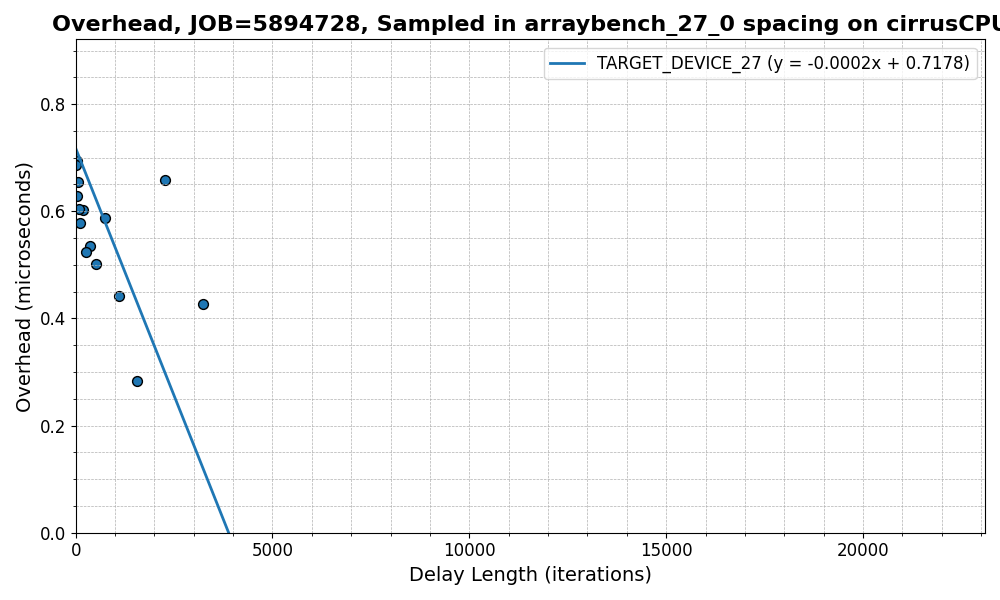 Overhead, JOB=5894728, Sampled in arraybench_27_0 spacing on cirrusCPU
TARGET_DEVICE_27 (y = -0.0002x + 0.7178)
Overhead (microseconds)
0.8
0.6
0.4
0.2
0.0
0 5000 10000 15000 20000
Delay Length (iterations)